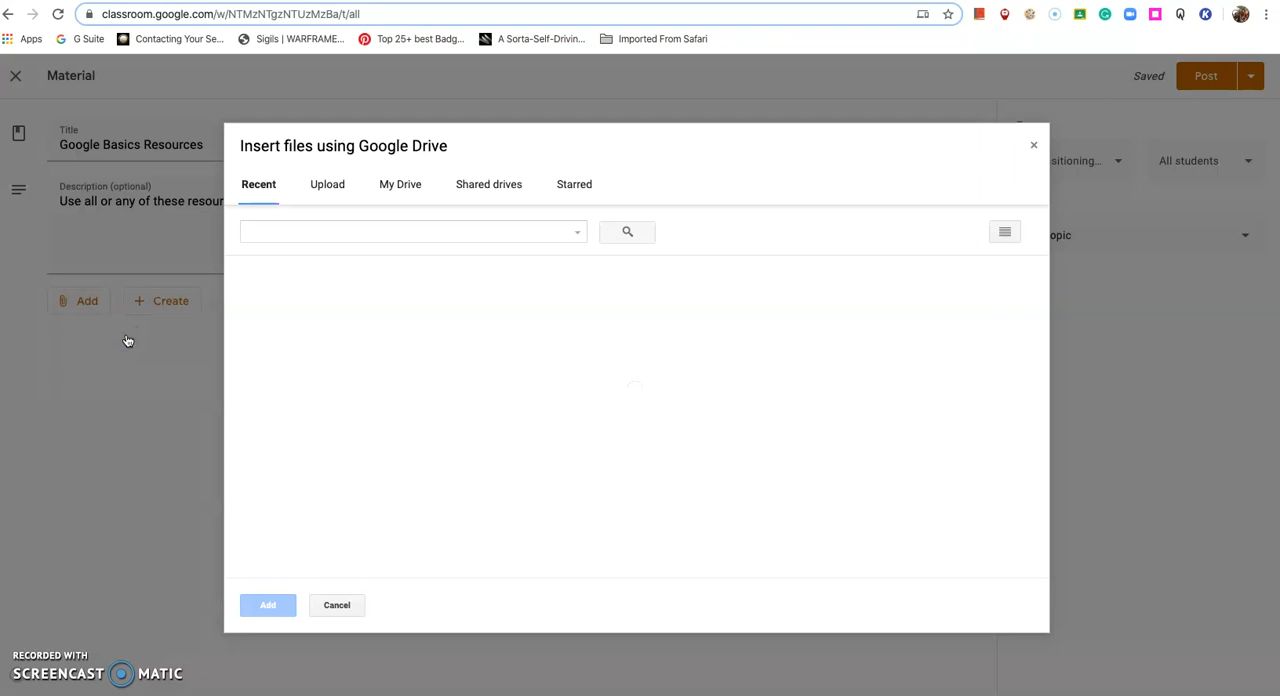 classroom.google.com/w/NTMzNTgzNTUzMzBa/t/all
Apps G Suite Contacting Your Se... Sigils | WARFRAME... Top 25+ best Badg... A Sorta-Self-Drivin... Imported From Safari
Material
Saved Post
Title
Google Basics Resources
Description (optional)
Use all or any of these resour
Add Create
Insert files using Google Drive
Recent Upload My Drive Shared drives Starred
Add Cancel
sitioning... All students
opic
RECORDED WITH
SCREENCAST MATIC